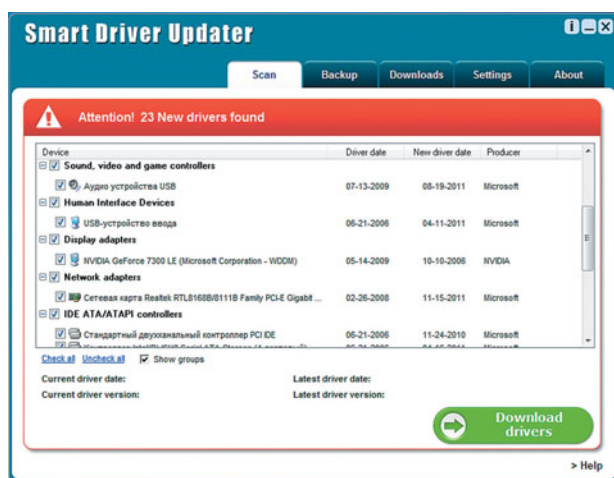 Smart Driver Updater
Scan Backup Downloads Settings About
Attention! 23 New drivers found
Device Driver date New driver date Producer
Sound, video and game controllers
Аудио устройства USB 07-13-2009 08-19-2011 Microsoft
Human Interface Devices
USB-устройство ввода 06-21-2006 04-11-2011 Microsoft
Display adapters
NVIDIA GeForce 7300 LE (Microsoft Corporation - WDDM) 05-14-2009 10-10-2006 NVIDIA
Network adapters
Сетевая карта Realtek RTL8168B/8111B Family PCI-E Gigabit ... 02-26-2008 11-15-2011 Microsoft
IDE ATA/ATAPI controllers
Стандартный двухканальный контроллер PCI IDE 06-21-2006 11-24-2010 Microsoft
Check all Uncheck all Show groups
Current driver date: Latest driver date:
Current driver version: Latest driver version:
Download
drivers
> Help